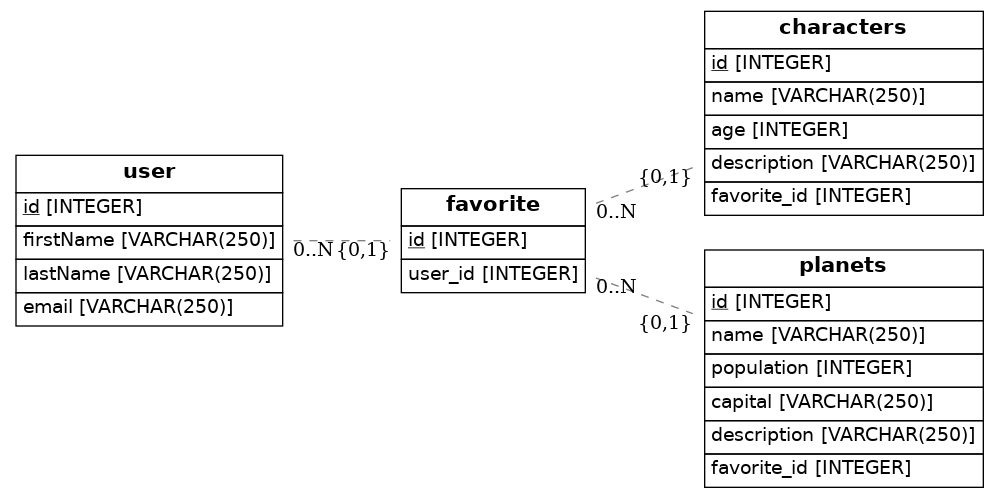 user
id [INTEGER]
firstName [VARCHAR(250)]
lastName [VARCHAR(250)]
email [VARCHAR(250)]
0..N
{0,1}
favorite
id [INTEGER]
user_id [INTEGER]
0..N
{0,1}
0..N
{0,1}
characters
id [INTEGER]
name [VARCHAR(250)]
age [INTEGER]
description [VARCHAR(250)]
favorite_id [INTEGER]
planets
id [INTEGER]
name [VARCHAR(250)]
population [INTEGER]
capital [VARCHAR(250)]
description [VARCHAR(250)]
favorite_id [INTEGER]